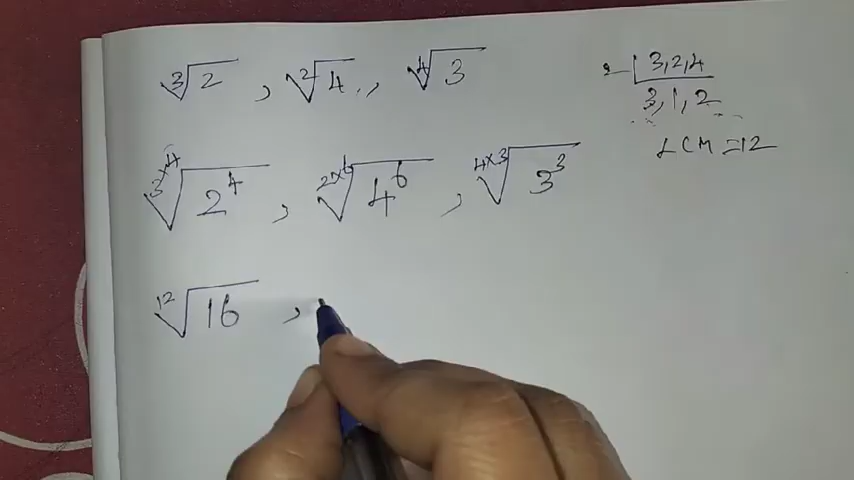 ∛2 , ²√4 , ⁴√3
2 | 3,2,4
3,1,2
LCM = 12
³ˣ⁴√2⁴ , ²ˣ⁶√4⁶ , ⁴ˣ³√3³
¹²√16 ,